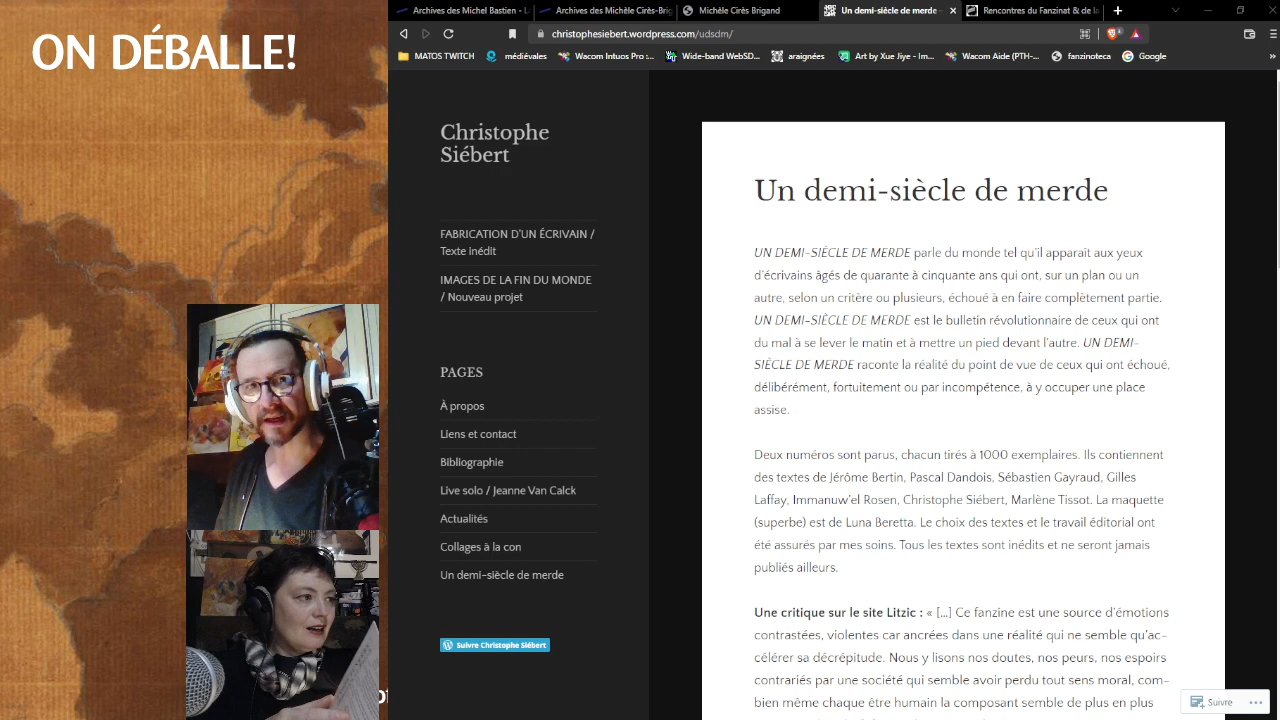 ON DÉBALLE!
Archives des Michel Bastien - L
Archives des Michèle Cirès-Brig
Michèle Cirès Brigand
Un demi-siècle de merde -
Rencontres du Fanzinat & de la
christophesiebert.wordpress.com/udsdm/
MATOS TWITCH
médiévales
Wacom Intuos Pro :...
Wide-band WebSD...
araignées
Art by Xue Jiye - Im...
Wacom Aide (PTH-...
fanzinoteca
Google
Christophe
Siébert
FABRICATION D'UN ÉCRIVAIN /
Texte inédit
IMAGES DE LA FIN DU MONDE
/ Nouveau projet
PAGES
À propos
Liens et contact
Bibliographie
Live solo / Jeanne Van Calck
Actualités
Collages à la con
Un demi-siècle de merde
Suivre Christophe Siébert
Un demi-siècle de merde
UN DEMI-SIÈCLE DE MERDE parle du monde tel qu'il apparait aux yeux
d'écrivains âgés de quarante à cinquante ans qui ont, sur un plan ou un
autre, selon un critère ou plusieurs, échoué à en faire complètement partie.
UN DEMI-SIÈCLE DE MERDE est le bulletin révolutionnaire de ceux qui ont
du mal à se lever le matin et à mettre un pied devant l'autre. UN DEMI-
SIÈCLE DE MERDE raconte la réalité du point de vue de ceux qui ont échoué,
délibérément, fortuitement ou par incompétence, à y occuper une place
assise.
Deux numéros sont parus, chacun tirés à 1000 exemplaires. Ils contiennent
des textes de Jérôme Bertin, Pascal Dandois, Sébastien Gayraud, Gilles
Laffay, Immanuw'el Rosen, Christophe Siébert, Marlène Tissot. La maquette
(superbe) est de Luna Beretta. Le choix des textes et le travail éditorial ont
été assurés par mes soins. Tous les textes sont inédits et ne seront jamais
publiés ailleurs.
Une critique sur le site Litzic : « [...] Ce fanzine est une source d'émotions
contrastées, violentes car ancrées dans une réalité qui ne semble qu'ac-
célérer sa décrépitude. Nous y lisons nos doutes, nos peurs, nos espoirs
contrariés par une société qui semble avoir perdu tout sens moral, com-
bien même chaque être humain la composant semble de plus en plus
Suivre